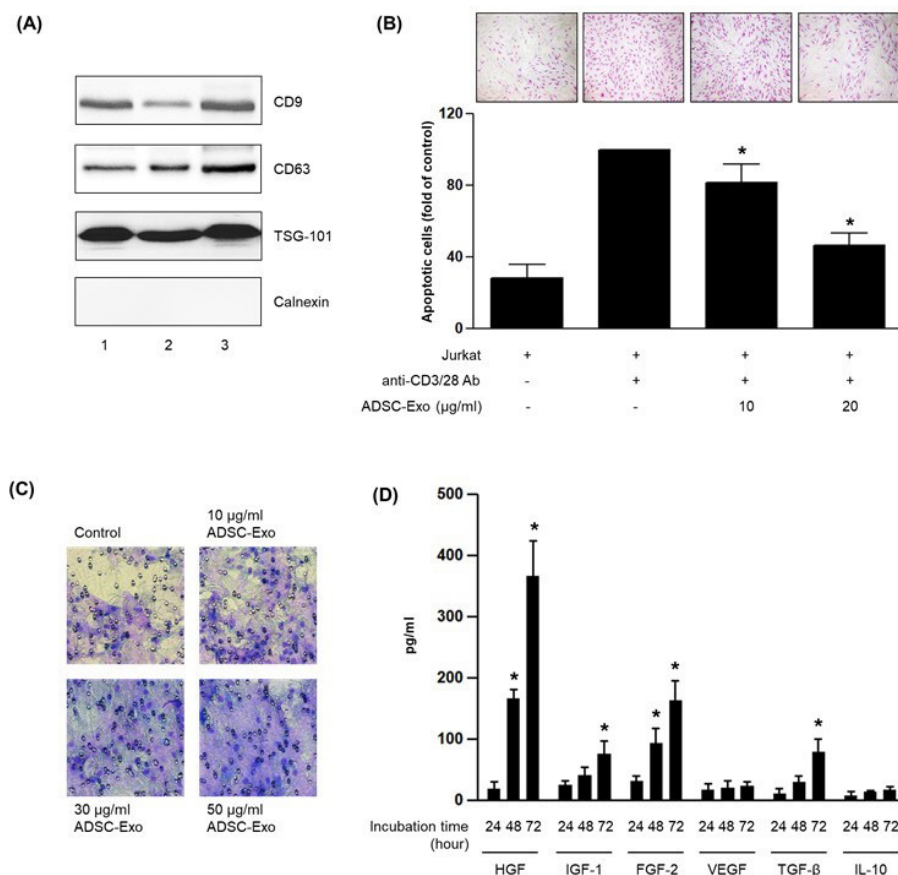 (A)
CD9
CD63
TSG-101
Calnexin
1 2 3
(B)
Apoptotic cells (fold of control)
120
80
40
0
* *
Jurkat + + + +
anti-CD3/28 Ab - + + +
ADSC-Exo (µg/ml) - - 10 20
(C)
Control
10 µg/ml
ADSC-Exo
30 µg/ml
ADSC-Exo
50 µg/ml
ADSC-Exo
(D)
pg/ml
500
400
300
200
100
0
* * * * * *
Incubation time
(hour)
24 48 72 24 48 72 24 48 72 24 48 72 24 48 72 24 48 72
HGF IGF-1 FGF-2 VEGF TGF-ß IL-10